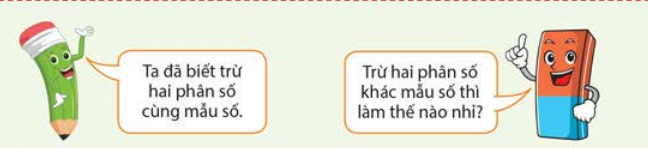 Ta đã biết trừ
hai phân số
cùng mẫu số.
Trừ hai phân số
khác mẫu số thì
làm thế nào nhỉ?